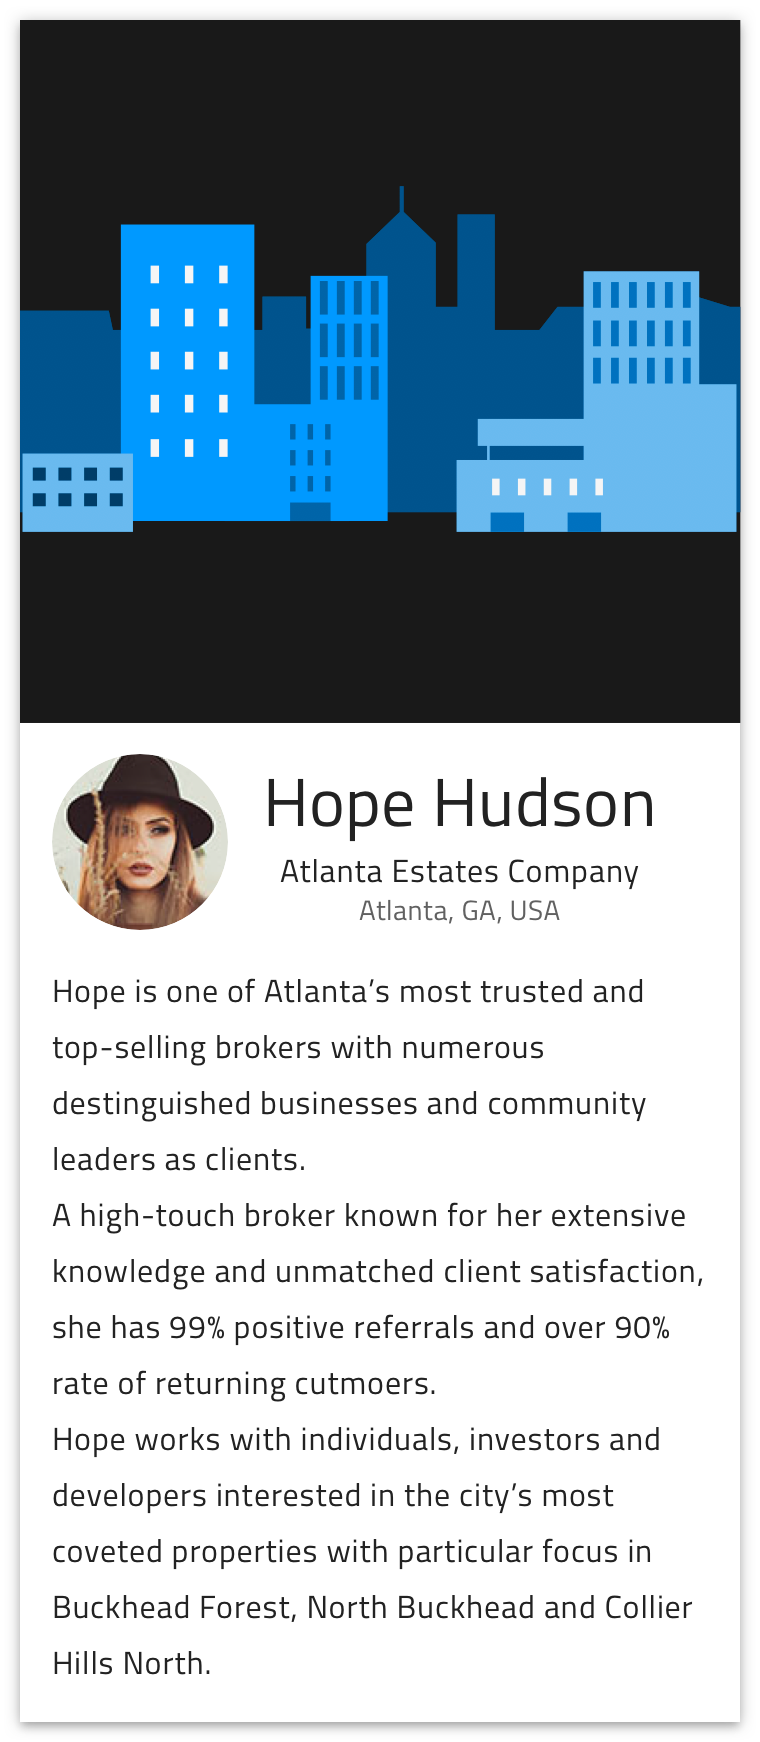 Hope Hudson
Atlanta Estates Company
Atlanta, GA, USA
Hope is one of Atlanta’s most trusted and
top-selling brokers with numerous
destinguished businesses and community
leaders as clients.
A high-touch broker known for her extensive
knowledge and unmatched client satisfaction,
she has 99% positive referrals and over 90%
rate of returning cutmoers.
Hope works with individuals, investors and
developers interested in the city’s most
coveted properties with particular focus in
Buckhead Forest, North Buckhead and Collier
Hills North.